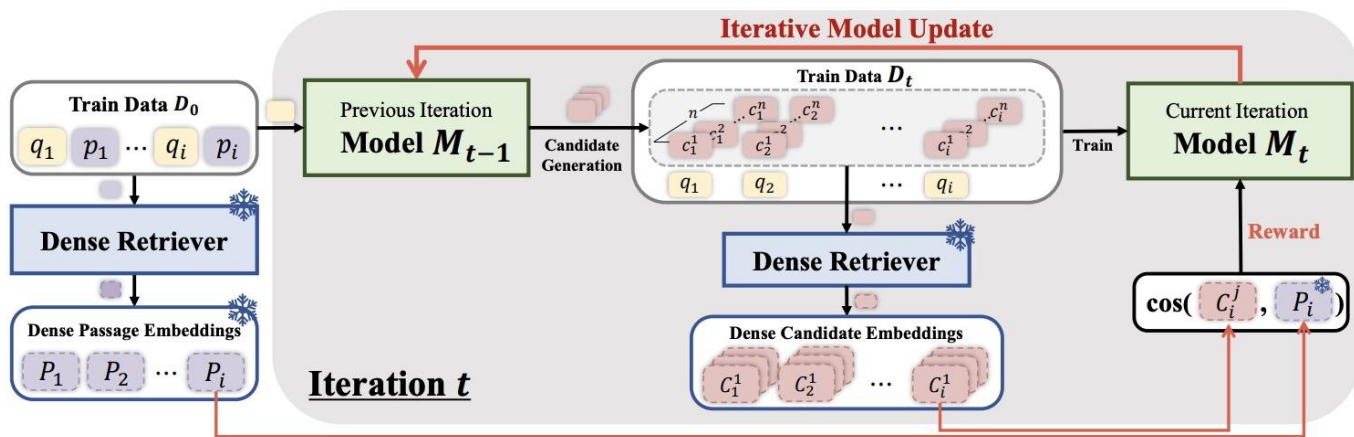 Iterative Model Update
Train Data D₀
q₁ p₁ ... qᵢ pᵢ
Dense Retriever
Dense Passage Embeddings
P₁ P₂ ... Pᵢ
Previous Iteration
Model Mₜ₋₁
Candidate
Generation
Train Data Dₜ
n
c₁ⁿ c₂ⁿ cᵢⁿ
c₁² ... ⁻² ... ⁻²
c₁¹ c₂¹ ... cᵢ¹
q₁ q₂ ... qᵢ
Dense Retriever
Dense Candidate Embeddings
C₁¹ C₂¹ ... Cᵢ¹
Train
Current Iteration
Model Mₜ
Reward
cos( Cᵢʲ , Pᵢ )
Iteration t